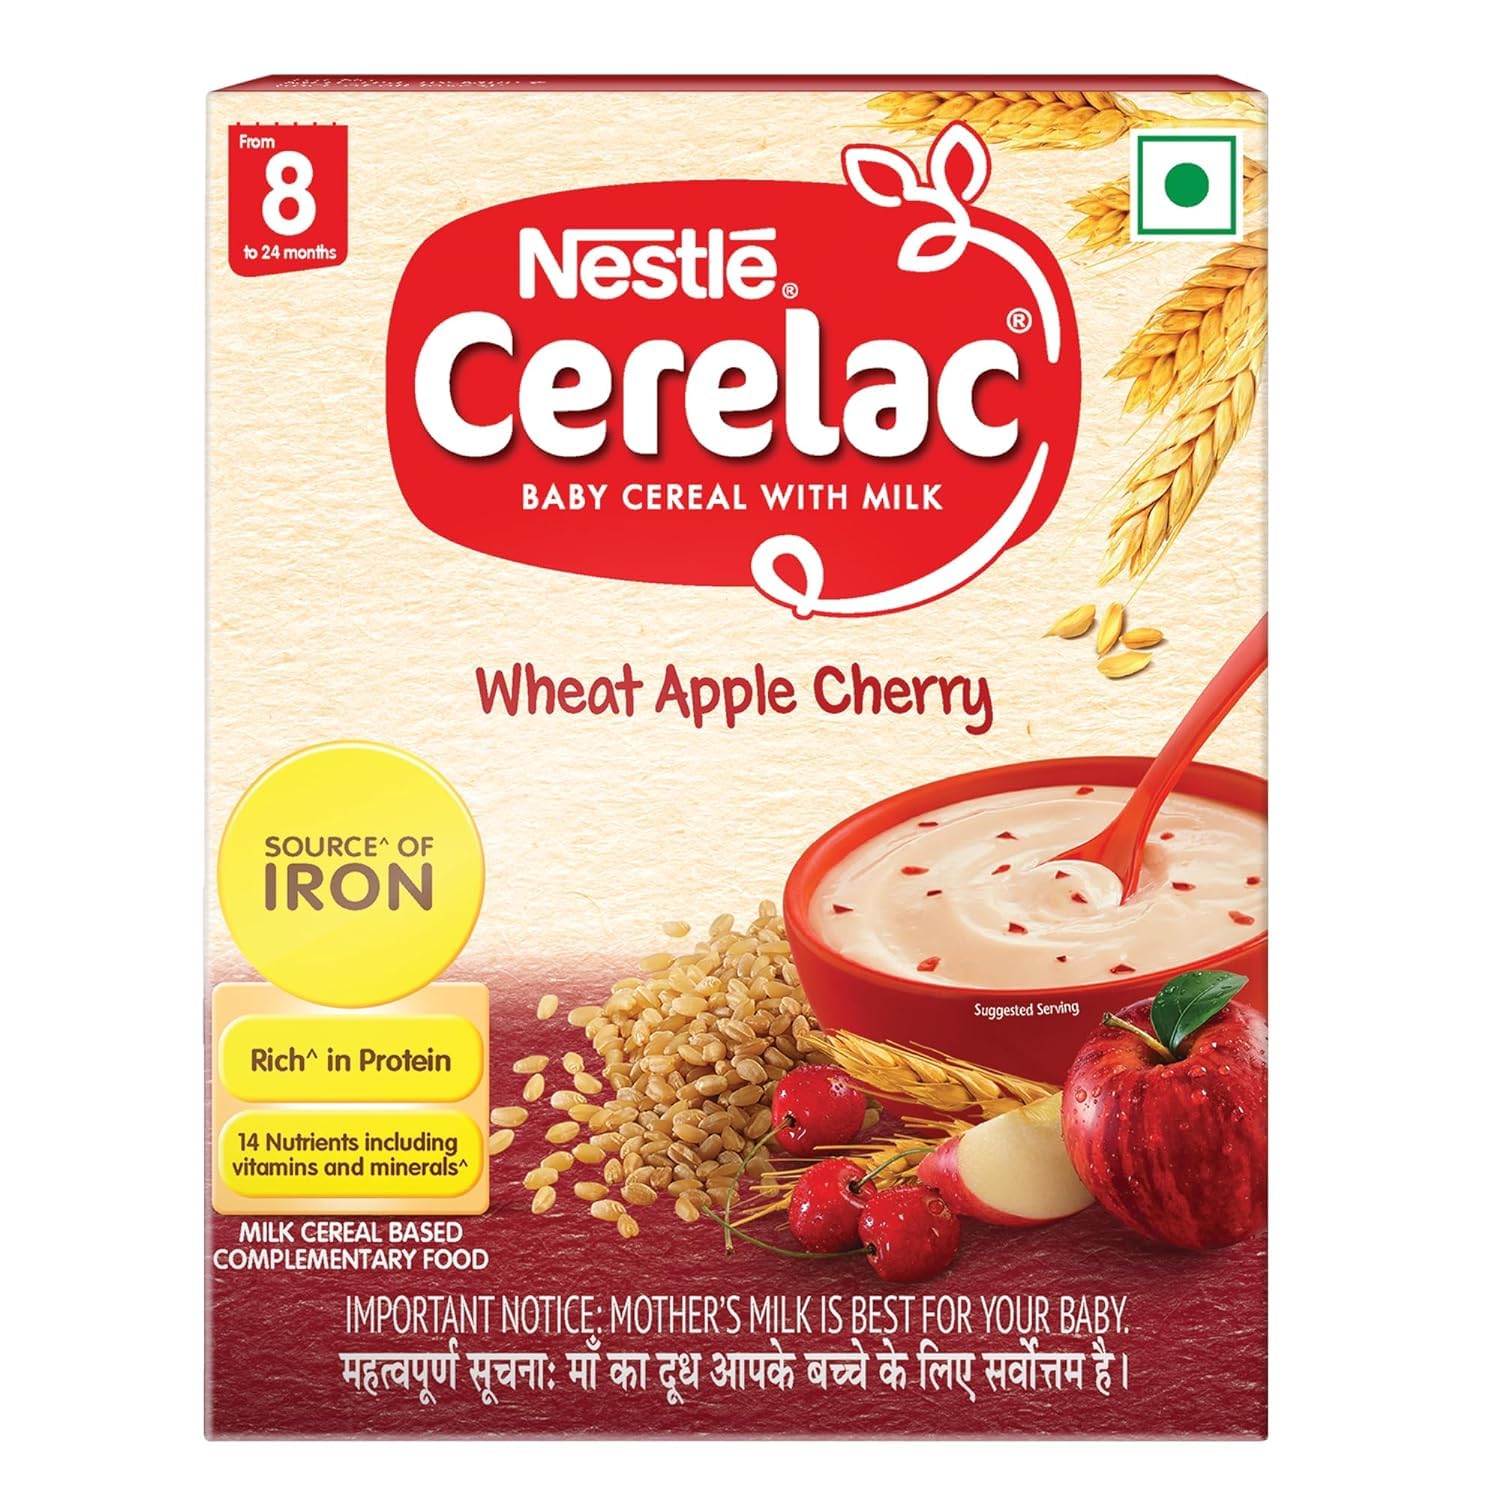 From
8
to 24 months
Nestlé®
Cerelac®
BABY CEREAL WITH MILK
Wheat Apple Cherry
SOURCE^ OF
IRON
Rich^ in Protein
14 Nutrients including
vitamins and minerals^
MILK CEREAL BASED
COMPLEMENTARY FOOD
Suggested Serving
IMPORTANT NOTICE: MOTHER'S MILK IS BEST FOR YOUR BABY.
महत्वपूर्ण सूचना: माँ का दूध आपके बच्चे के लिए सर्वोत्तम है।